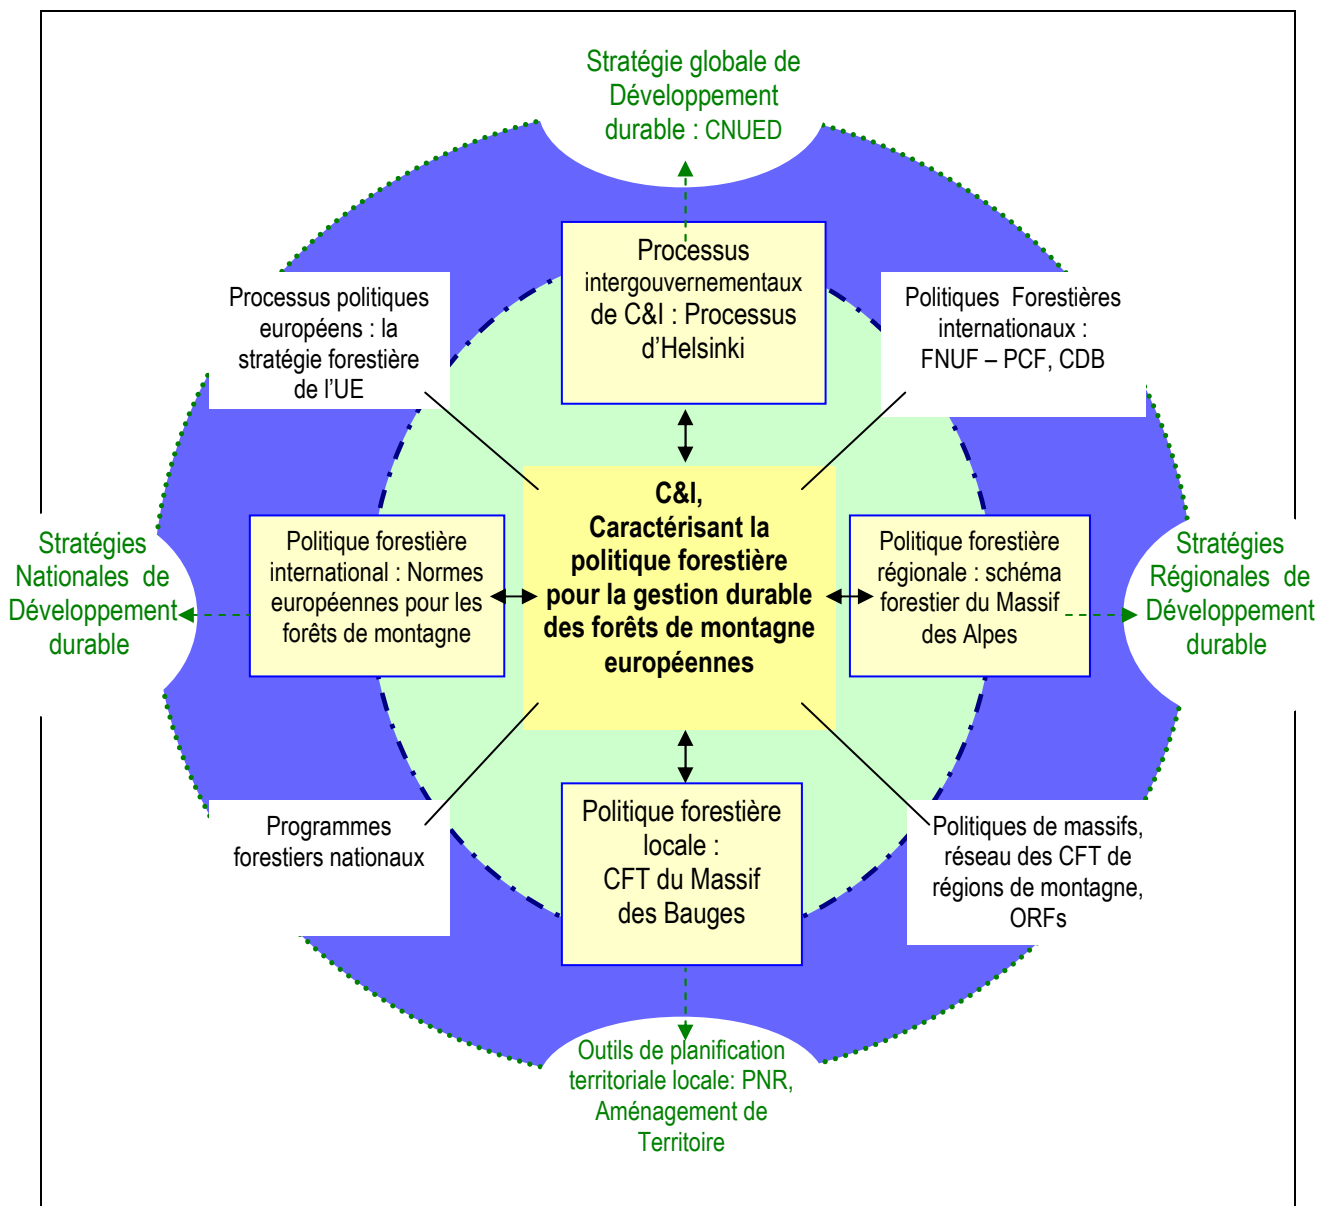 Stratégie globale de
Développement
durable : CNUED
Processus
intergouvernementaux
de C&I : Processus
d’Helsinki
Processus politiques
européens : la
stratégie forestière
de l’UE
Politiques Forestières
internationaux :
FNUF – PCF, CDB
C&I,
Caractérisant la
politique forestière
pour la gestion durable
des forêts de montagne
européennes
Stratégies
Nationales de
Développement
durable
Politique forestière
international : Normes
européennes pour les
forêts de montagne
Politique forestière
régionale : schéma
forestier du Massif
des Alpes
Stratégies
Régionales de
Développement
durable
Programmes
forestiers nationaux
Politique forestière
locale :
CFT du Massif
des Bauges
Politiques de massifs,
réseau des CFT de
régions de montagne,
ORFs
Outils de planification
territoriale locale: PNR,
Aménagement de
Territoire